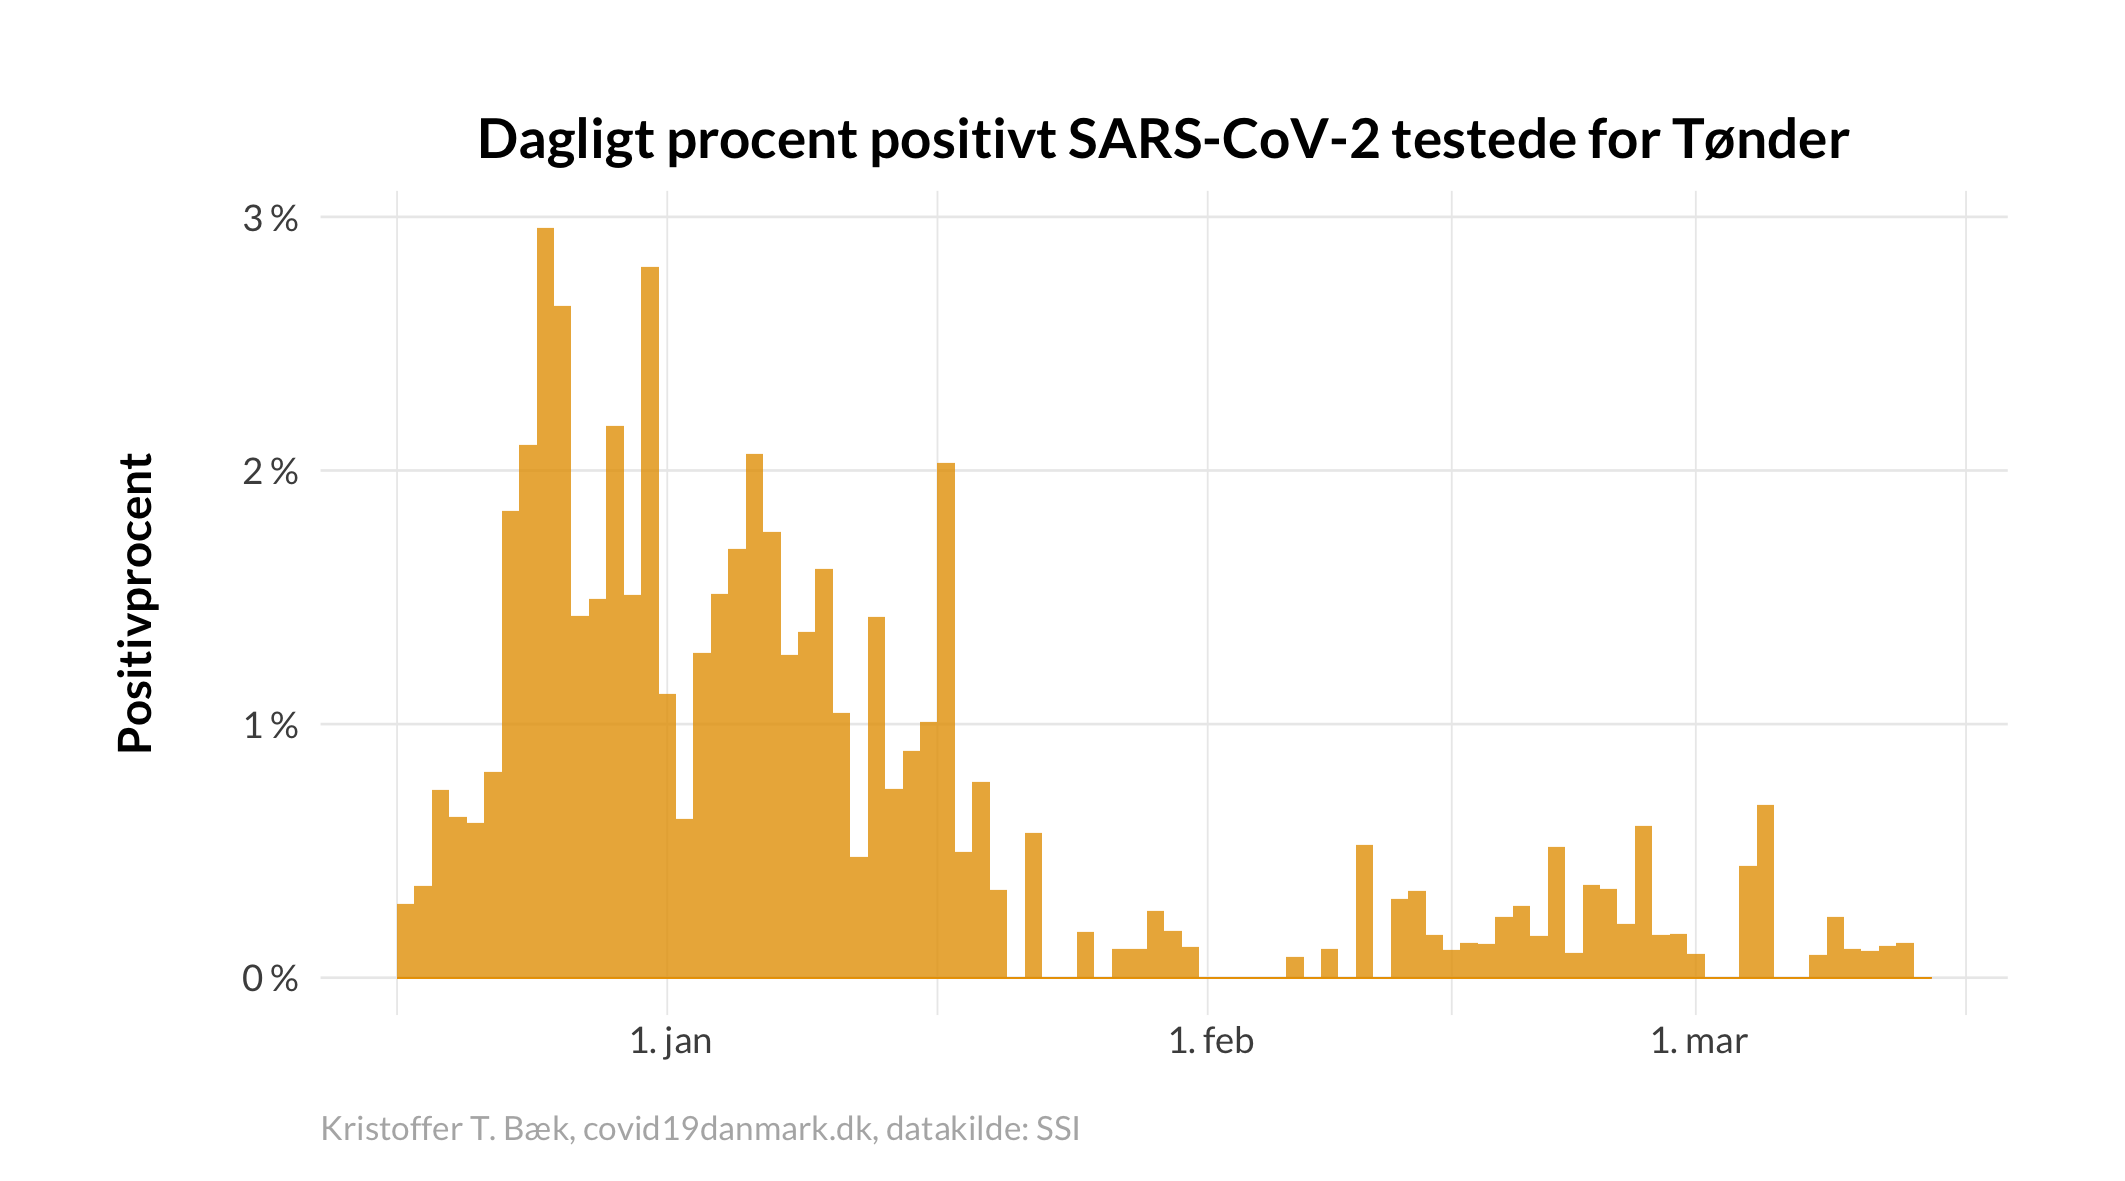 Dagligt procent positivt SARS-CoV-2 testede for Tønder
Positivprocent
3 %
2 %
1 %
0 %
1. jan
1. feb
1. mar
Kristoffer T. Bæk, covid19danmark.dk, datakilde: SSI